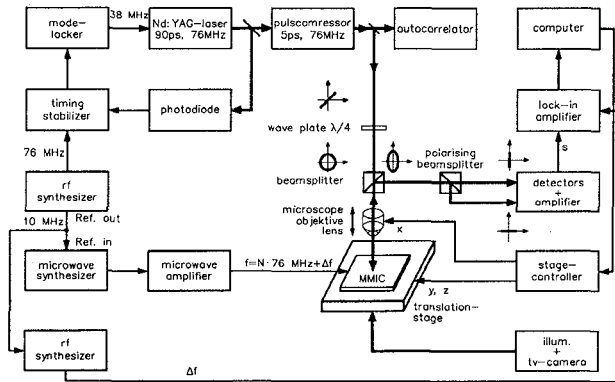 38 MHz
mode-
locker
Nd: YAG-laser
90ps, 76MHz
pulscomressor
5ps, 76MHz
autocorrelator
computer
timing
stabilizer
photodiode
lock-in
amplifier
wave plate λ/4
76 MHz
s
polarising
beamsplitter
beamsplitter
rf
synthesizer
detectors
+
amplifier
10 MHz
Ref. out
microscope
objektive
lens
x
Ref. in
microwave
synthesizer
microwave
amplifier
f=N·76 MHz+Δf
MMIC
stage-
controller
y, z
translation-
stage
rf
synthesizer
illum.
+
tv-camera
Δf